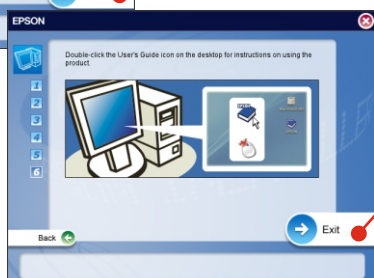 EPSON
Double-click the User's Guide icon on the desktop for instructions on using the
product.
1
2
3
4
5
6
Back
Exit